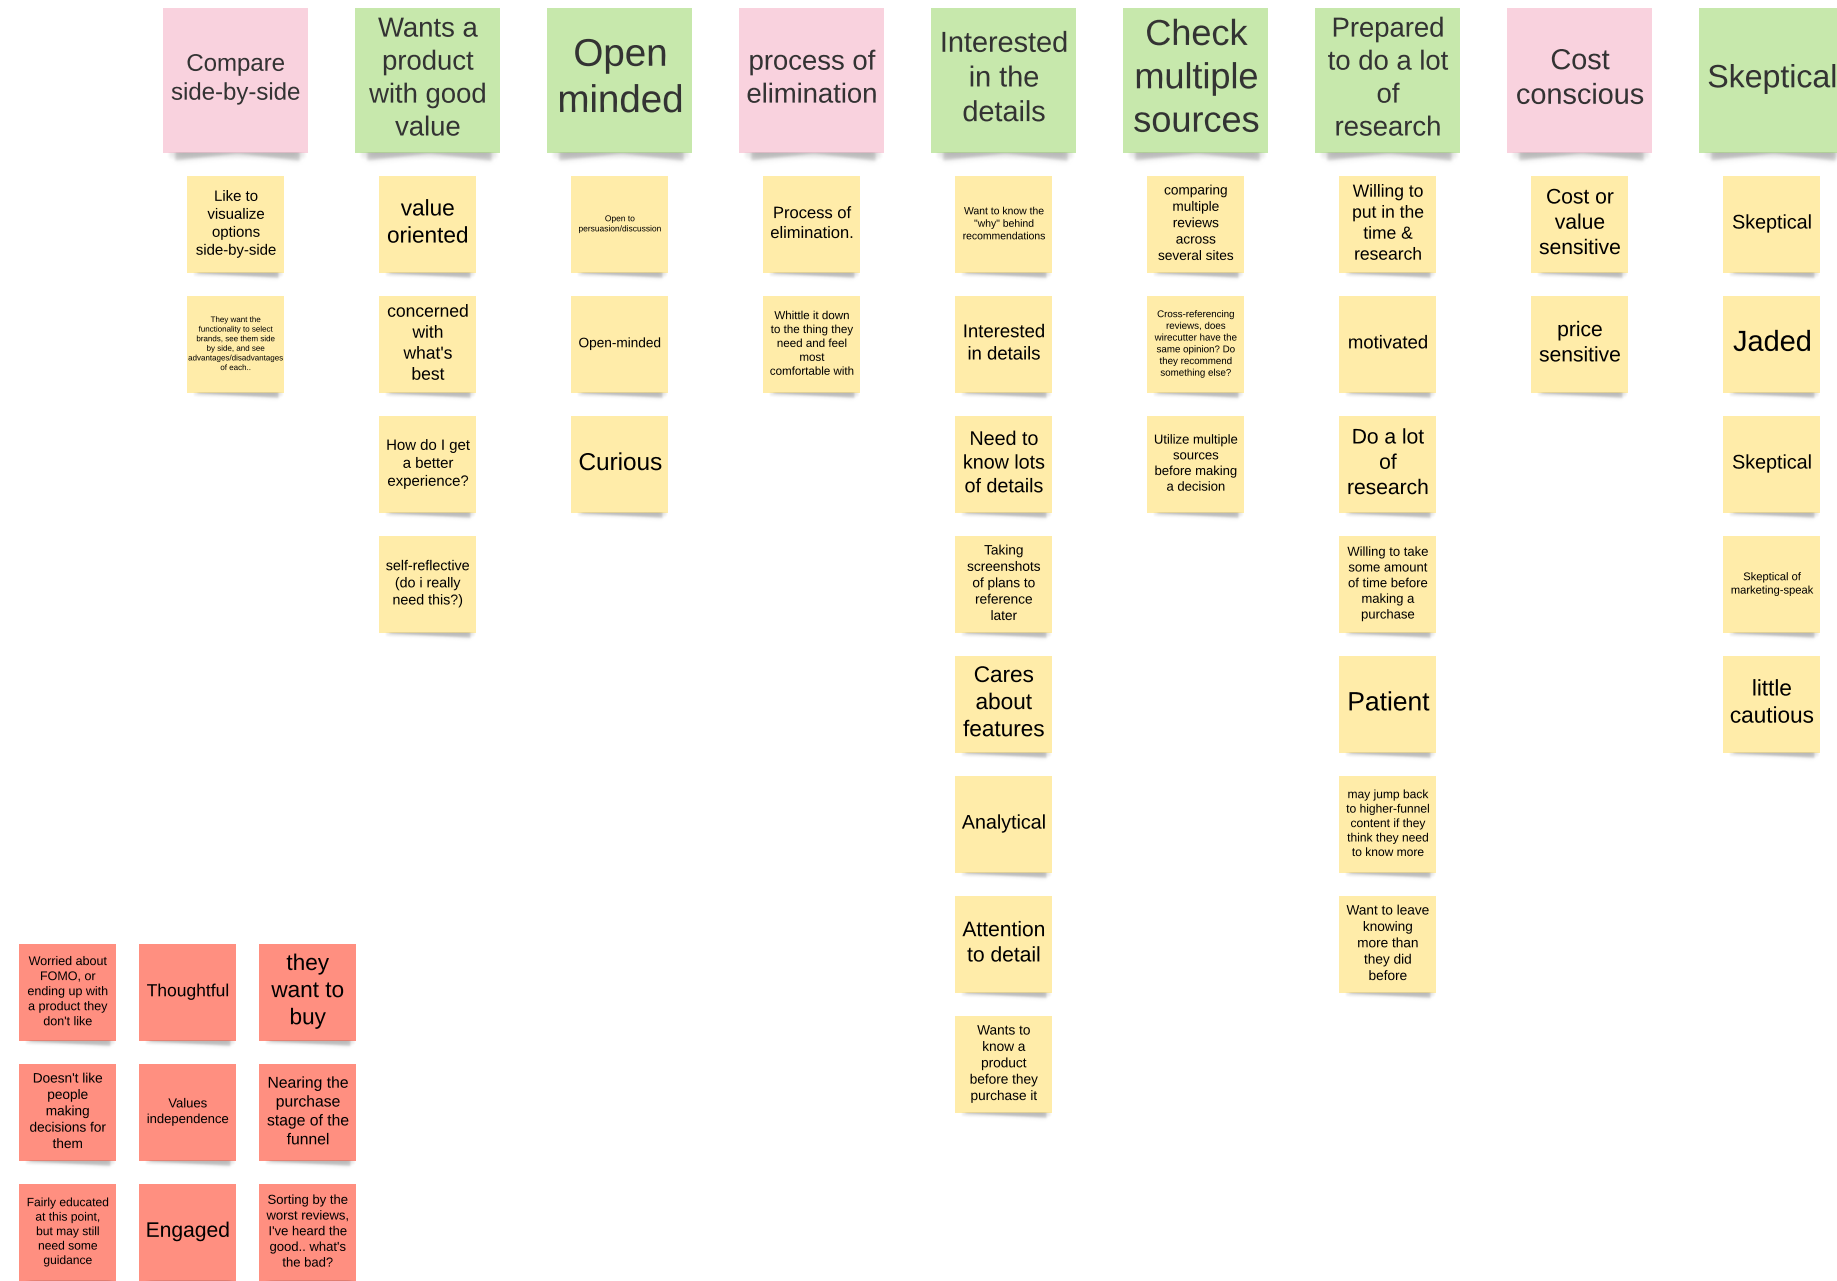 Compare
side-by-side
Like to
visualize
options
side-by-side
They want the
functionality to select
brands, see them side
by side, and see
advantages/disadvantages
of each..
Wants a
product
with good
value
value
oriented
concerned
with
what's
best
How do I get
a better
experience?
self-reflective
(do i really
need this?)
Open
minded
Open to
persuasion/discussion
Open-minded
Curious
process of
elimination
Process of
elimination.
Whittle it down
to the thing they
need and feel
most
comfortable with
Interested
in the
details
Want to know the
"why" behind
recommendations
Interested
in details
Need to
know lots
of details
Taking
screenshots
of plans to
reference
later
Cares
about
features
Analytical
Attention
to detail
Wants to
know a
product
before they
purchase it
Check
multiple
sources
comparing
multiple
reviews
across
several sites
Cross-referencing
reviews, does
wirecutter have the
same opinion? Do
they recommend
something else?
Utilize multiple
sources
before making
a decision
Prepared
to do a lot
of
research
Willing to
put in the
time &
research
motivated
Do a lot
of
research
Willing to take
some amount
of time before
making a
purchase
Patient
may jump back
to higher-funnel
content if they
think they need
to know more
Want to leave
knowing
more than
they did
before
Cost
conscious
Cost or
value
sensitive
price
sensitive
Skeptical
Skeptical
Jaded
Skeptical
Skeptical of
marketing-speak
little
cautious
Worried about
FOMO, or
ending up with
a product they
don't like
Thoughtful
they
want to
buy
Doesn't like
people
making
decisions for
them
Values
independence
Nearing the
purchase
stage of the
funnel
Fairly educated
at this point,
but may still
need some
guidance
Engaged
Sorting by the
worst reviews,
I've heard the
good.. what's
the bad?